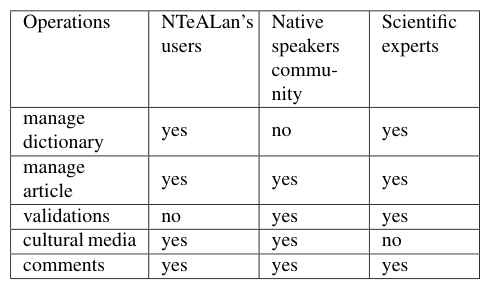 Operations NTeALan's users Native speakers commu-nity Scientific experts
manage dictionary yes no yes
manage article yes yes yes
validations no yes yes
cultural media yes yes no
comments yes yes yes